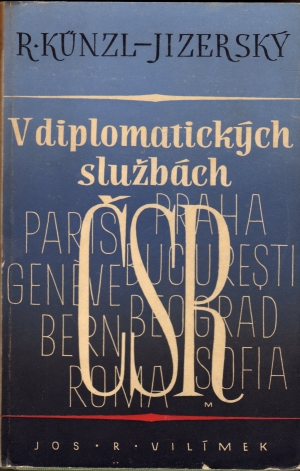 R·KÜNZL-JIZERSKÝ
V diplomatických
službách
ČSR
PRAHA
PARIS
BUCUREŞTI
GENÈVE
BEOGRAD
BERN
SOFIA
ROMA
M
JOS·R·VILÍMEK